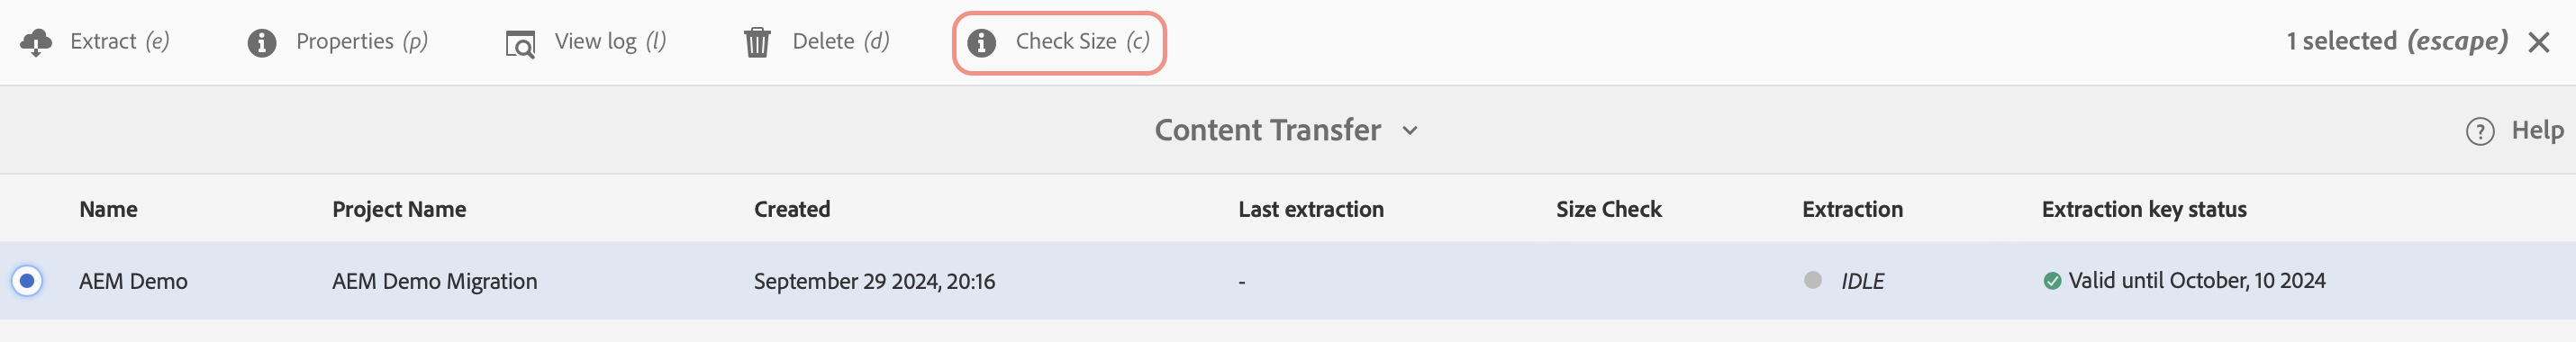 Extract (e) Properties (p) View log (l) Delete (d) Check Size (c) 1 selected (escape)
Content Transfer Help
Name Project Name Created Last extraction Size Check Extraction Extraction key status
AEM Demo AEM Demo Migration September 29 2024, 20:16 - IDLE Valid until October, 10 2024